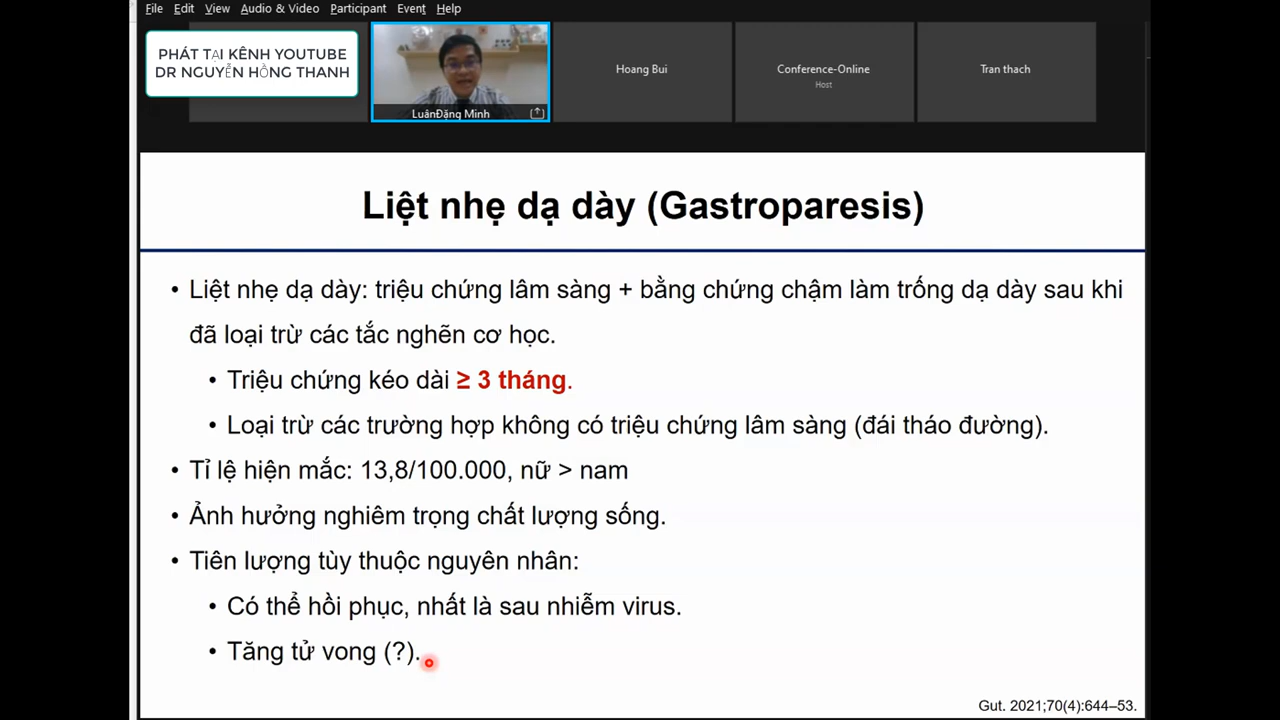 File Edit View Audio & Video Participant Event Help
PHÁT TẠI KÊNH YOUTUBE
DR NGUYỄN HỒNG THANH
LuânĐặng Minh
Hoang Bui
Conference-Online
Host
Tran thach
Liệt nhẹ dạ dày (Gastroparesis)
• Liệt nhẹ dạ dày: triệu chứng lâm sàng + bằng chứng chậm làm trống dạ dày sau khi
đã loại trừ các tắc nghẽn cơ học.
• Triệu chứng kéo dài ≥ 3 tháng.
• Loại trừ các trường hợp không có triệu chứng lâm sàng (đái tháo đường).
• Tỉ lệ hiện mắc: 13,8/100.000, nữ > nam
• Ảnh hưởng nghiêm trọng chất lượng sống.
• Tiên lượng tùy thuộc nguyên nhân:
• Có thể hồi phục, nhất là sau nhiễm virus.
• Tăng tử vong (?).
Gut. 2021;70(4):644–53.